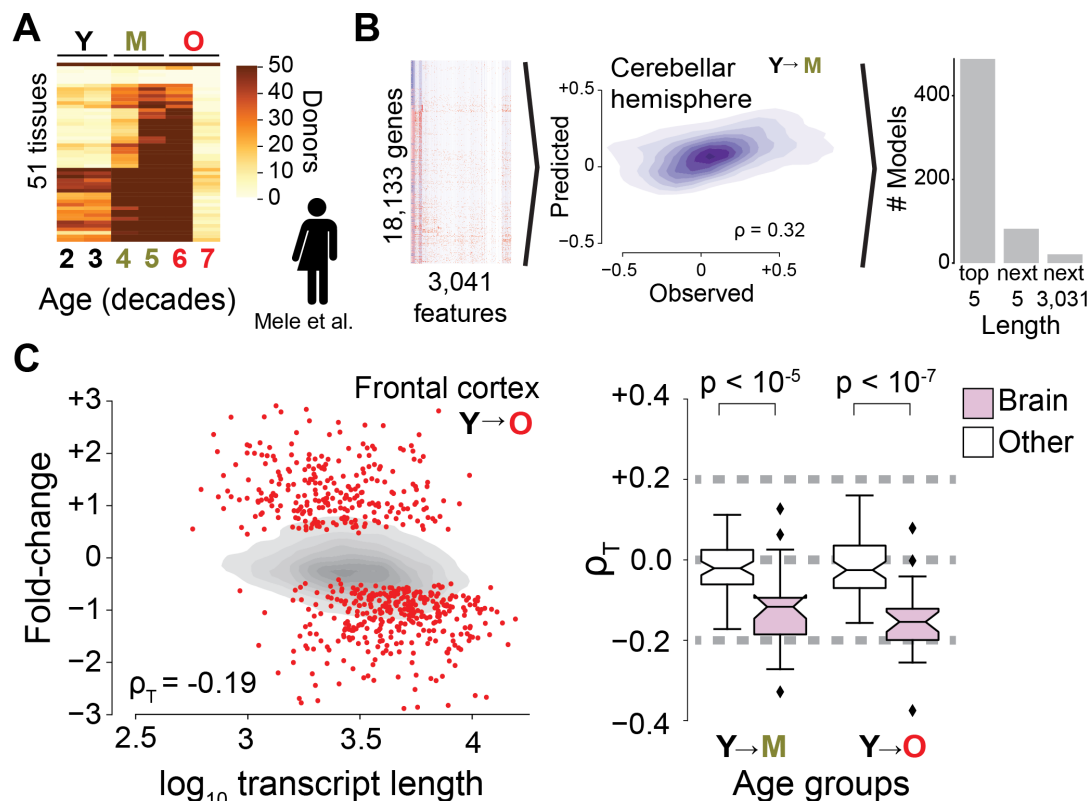 A
Y M O
51 tissues
50
40
30
20
10
0
Donors
2 3 4 5 6 7
Age (decades)
Mele et al.
B
18,133 genes
3,041
features
Cerebellar
hemisphere
Y→M
+0.5
0
−0.5
Predicted
ρ = 0.32
−0.5 0 +0.5
Observed
# Models
400
200
0
top next next
5 5 3,031
Length
C
Frontal cortex
Y→O
Fold-change
+3
+2
+1
0
−1
−2
−3
ρT = -0.19
2.5 3 3.5 4
log10 transcript length
p < 10-5 p < 10-7
Brain
Other
ρT
+0.4
+0.2
0.0
−0.2
−0.4
Y→M Y→O
Age groups